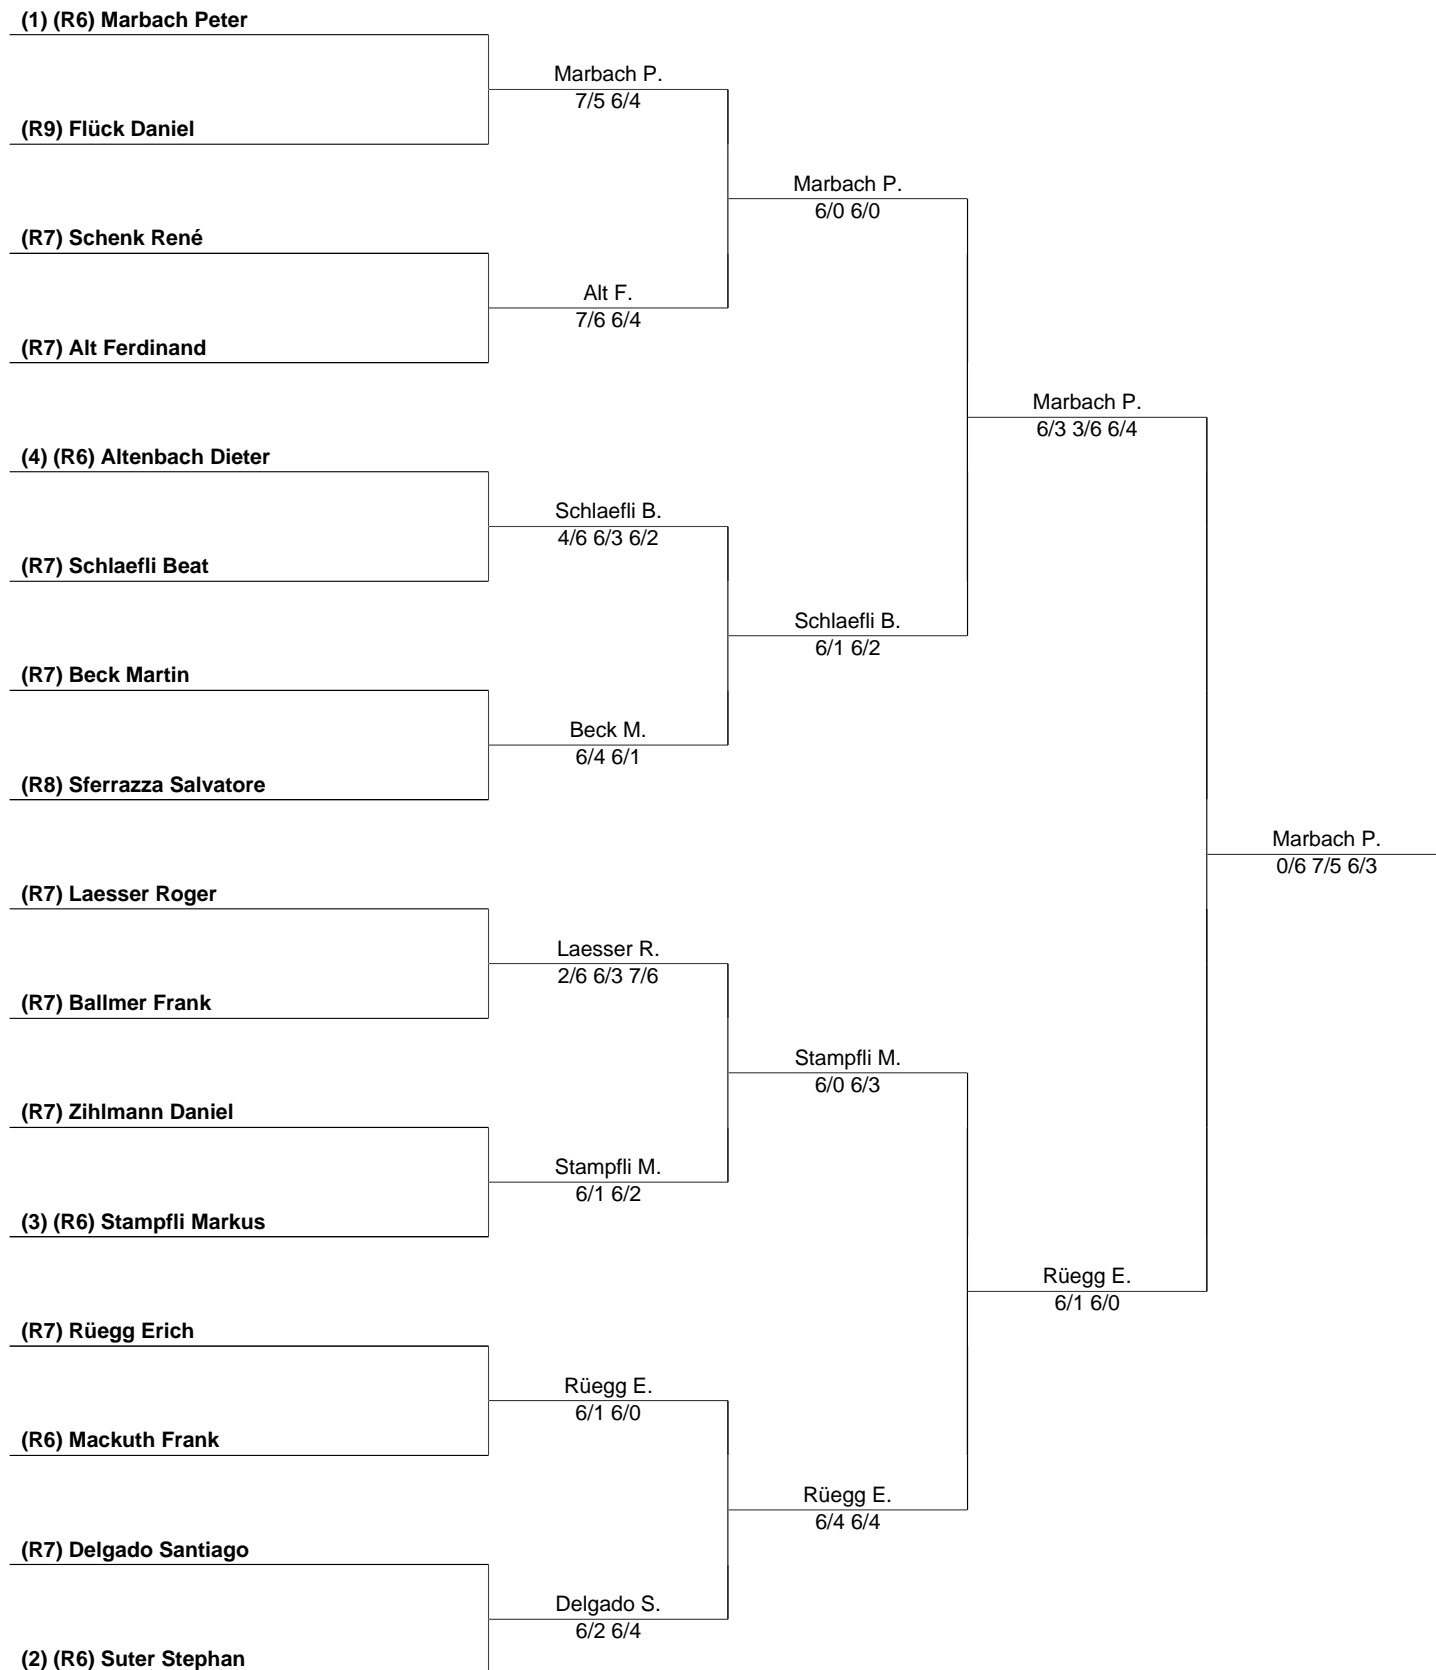 (1) (R6) Marbach Peter
Marbach P.
7/5 6/4
(R9) Flück Daniel
Marbach P.
6/0 6/0
(R7) Schenk René
Alt F.
7/6 6/4
(R7) Alt Ferdinand
Marbach P.
6/3 3/6 6/4
(4) (R6) Altenbach Dieter
Schlaefli B.
4/6 6/3 6/2
(R7) Schlaefli Beat
Schlaefli B.
6/1 6/2
(R7) Beck Martin
Beck M.
6/4 6/1
(R8) Sferrazza Salvatore
Marbach P.
0/6 7/5 6/3
(R7) Laesser Roger
Laesser R.
2/6 6/3 7/6
(R7) Ballmer Frank
Stampfli M.
6/0 6/3
(R7) Zihlmann Daniel
Stampfli M.
6/1 6/2
(3) (R6) Stampfli Markus
Rüegg E.
6/1 6/0
(R7) Rüegg Erich
Rüegg E.
6/1 6/0
(R6) Mackuth Frank
Rüegg E.
6/4 6/4
(R7) Delgado Santiago
Delgado S.
6/2 6/4
(2) (R6) Suter Stephan